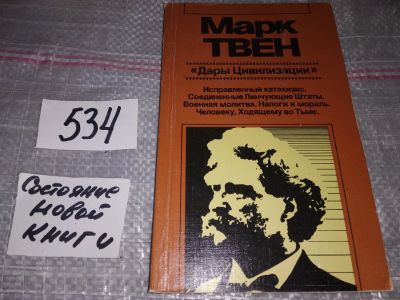 Марк
ТВЕН
«Дары Цивилизации»
Исправленный катехизис.
Соединенные Линчующие Штаты.
Военная молитва. Налоги и мораль.
Человеку, Ходящему во Тьме.
534
Состояние
новой
книги